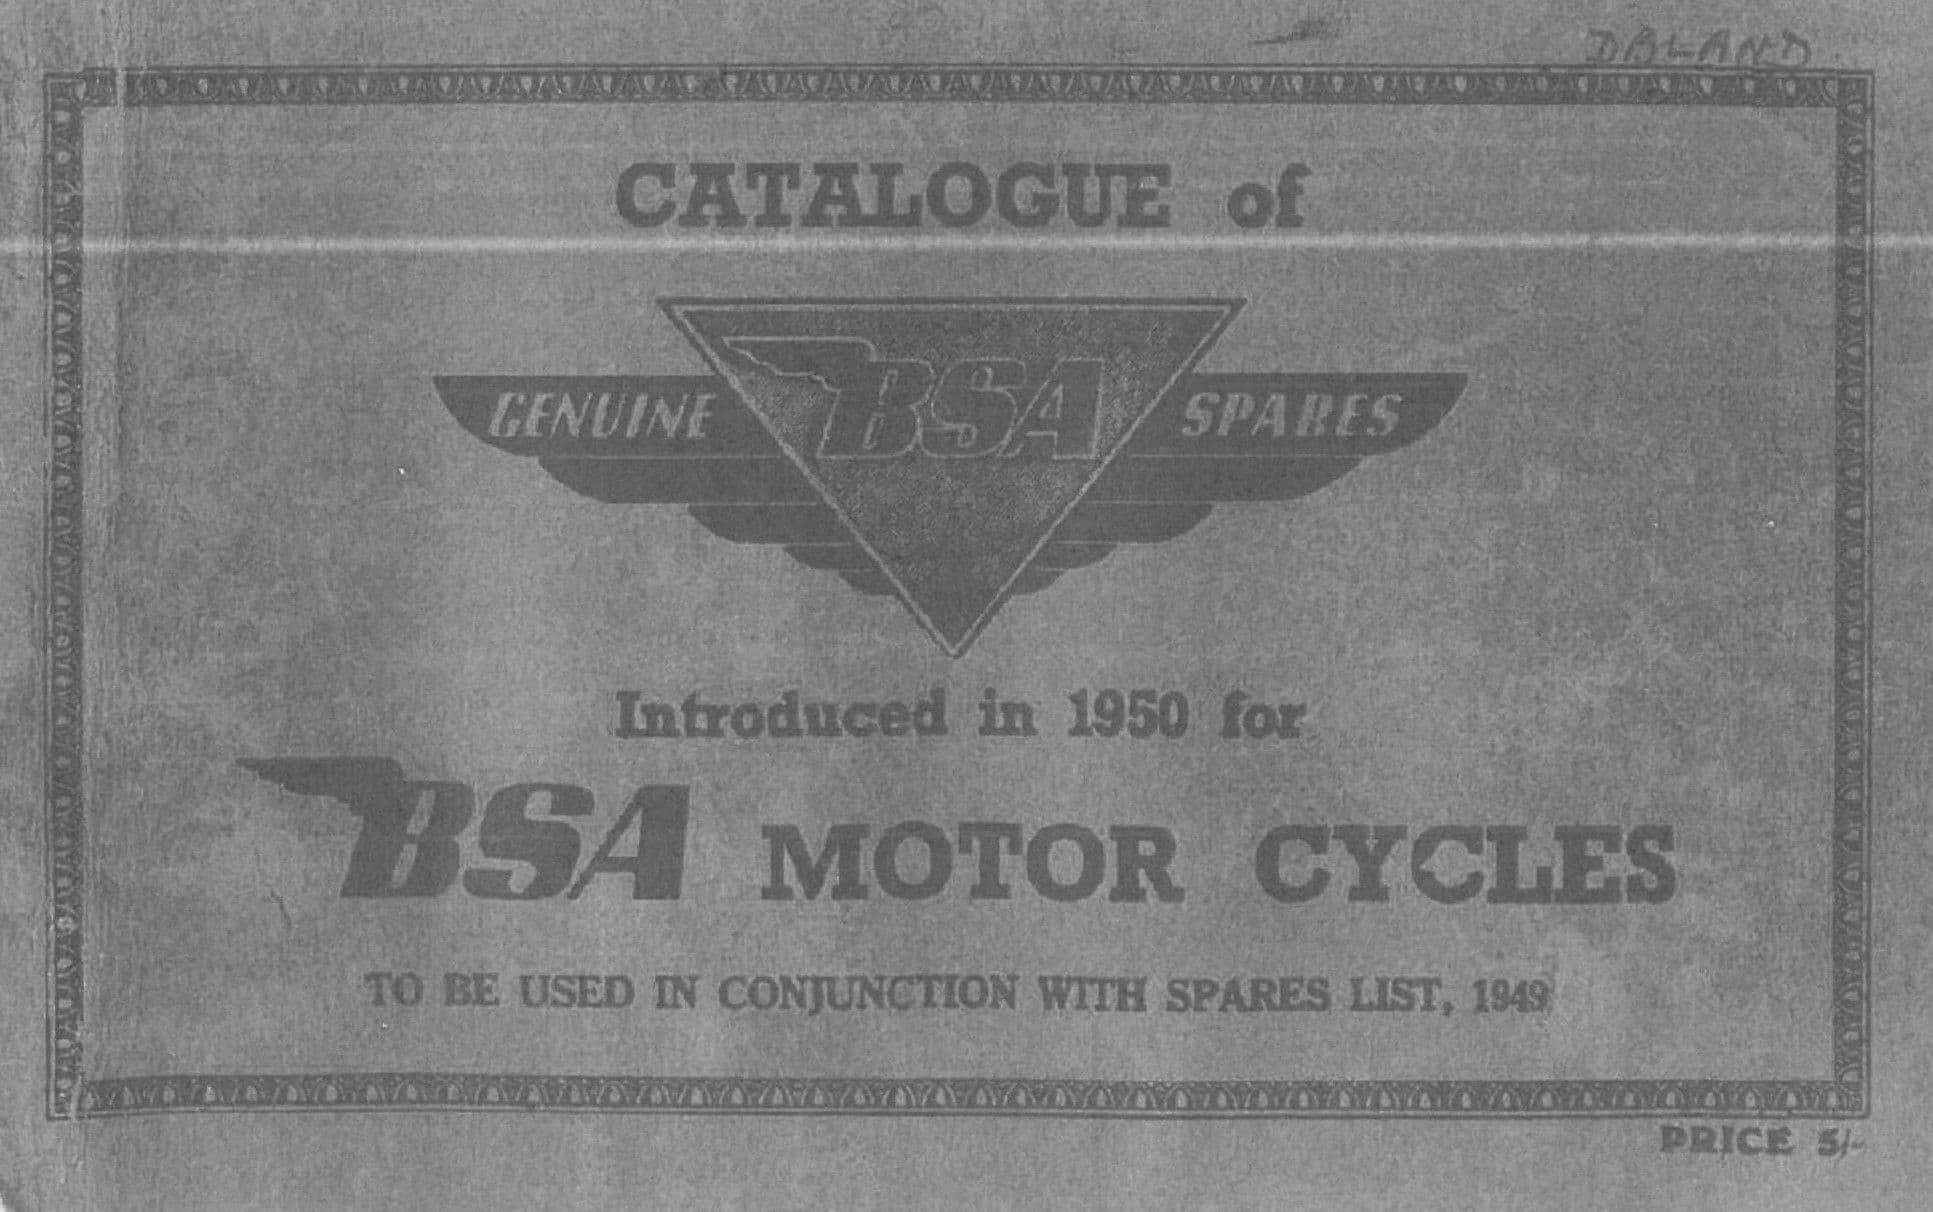 DBLAND.
CATALOGUE of
GENUINE BSA SPARES
Introduced in 1950 for
BSA MOTOR CYCLES
TO BE USED IN CONJUNCTION WITH SPARES LIST, 1949
PRICE 5/-